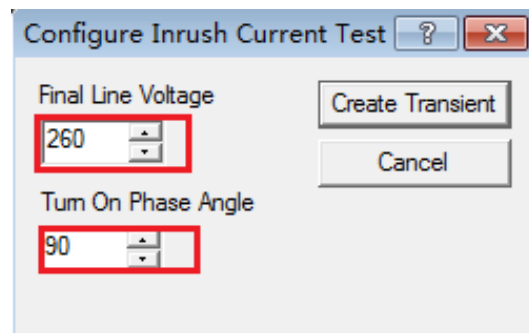 Configure Inrush Current Test ?
Final Line Voltage
260
Create Transient
Cancel
Turn On Phase Angle
90